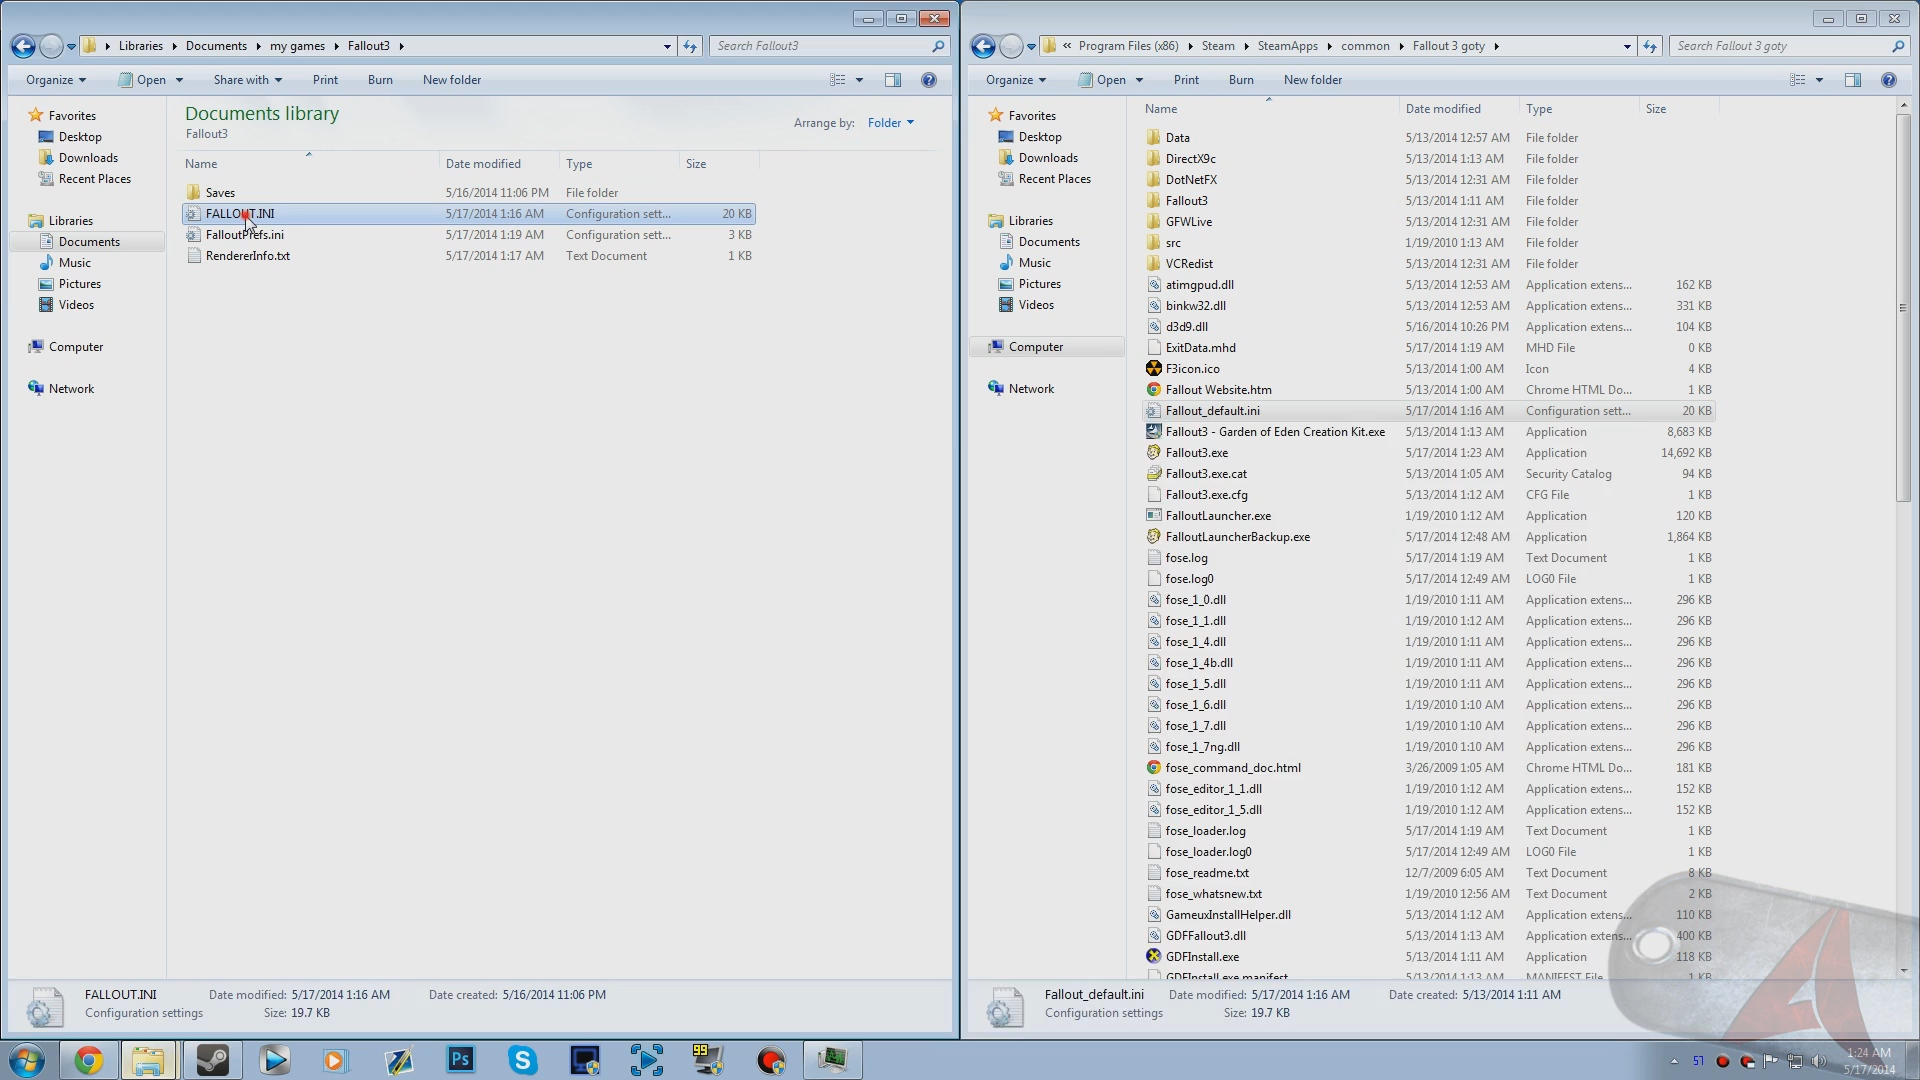 Libraries Documents my games Fallout3
Search Fallout3
Organize Open Share with Print Burn New folder
Favorites
Desktop
Downloads
Recent Places
Libraries
Documents
Music
Pictures
Videos
Computer
Network
Documents library
Fallout3
Arrange by: Folder
Name Date modified Type Size
Saves 5/16/2014 11:06 PM File folder
FALLOUT.INI 5/17/2014 1:16 AM Configuration sett... 20 KB
FalloutPrefs.ini 5/17/2014 1:19 AM Configuration sett... 3 KB
RendererInfo.txt 5/17/2014 1:17 AM Text Document 1 KB
FALLOUT.INI Date modified: 5/17/2014 1:16 AM Date created: 5/16/2014 11:06 PM
Configuration settings Size: 19.7 KB
« Program Files (x86) Steam SteamApps common Fallout 3 goty
Search Fallout 3 goty
Organize Open Print Burn New folder
Favorites
Desktop
Downloads
Recent Places
Libraries
Documents
Music
Pictures
Videos
Computer
Network
Name Date modified Type Size
Data 5/13/2014 12:57 AM File folder
DirectX9c 5/13/2014 1:13 AM File folder
DotNetFX 5/13/2014 12:31 AM File folder
Fallout3 5/13/2014 1:11 AM File folder
GFWLive 5/13/2014 12:31 AM File folder
src 1/19/2010 1:13 AM File folder
VCRedist 5/13/2014 12:31 AM File folder
atimgpud.dll 5/13/2014 12:53 AM Application extens... 162 KB
binkw32.dll 5/13/2014 12:53 AM Application extens... 331 KB
d3d9.dll 5/16/2014 10:26 PM Application extens... 104 KB
ExitData.mhd 5/17/2014 1:19 AM MHD File 0 KB
F3icon.ico 5/13/2014 1:00 AM Icon 4 KB
Fallout Website.htm 5/13/2014 1:00 AM Chrome HTML Do... 1 KB
Fallout_default.ini 5/17/2014 1:16 AM Configuration sett... 20 KB
Fallout3 - Garden of Eden Creation Kit.exe 5/13/2014 1:13 AM Application 8,683 KB
Fallout3.exe 5/17/2014 1:23 AM Application 14,692 KB
Fallout3.exe.cat 5/13/2014 1:05 AM Security Catalog 94 KB
Fallout3.exe.cfg 5/13/2014 1:12 AM CFG File 1 KB
FalloutLauncher.exe 1/19/2010 1:12 AM Application 120 KB
FalloutLauncherBackup.exe 5/17/2014 12:48 AM Application 1,864 KB
fose.log 5/17/2014 1:19 AM Text Document 1 KB
fose.log0 5/17/2014 12:49 AM LOG0 File 1 KB
fose_1_0.dll 1/19/2010 1:11 AM Application extens... 296 KB
fose_1_1.dll 1/19/2010 1:12 AM Application extens... 296 KB
fose_1_4.dll 1/19/2010 1:11 AM Application extens... 296 KB
fose_1_4b.dll 1/19/2010 1:11 AM Application extens... 296 KB
fose_1_5.dll 1/19/2010 1:11 AM Application extens... 296 KB
fose_1_6.dll 1/19/2010 1:10 AM Application extens... 296 KB
fose_1_7.dll 1/19/2010 1:10 AM Application extens... 296 KB
fose_1_7ng.dll 1/19/2010 1:10 AM Application extens... 296 KB
fose_command_doc.html 3/26/2009 1:05 AM Chrome HTML Do... 181 KB
fose_editor_1_1.dll 1/19/2010 1:12 AM Application extens... 152 KB
fose_editor_1_5.dll 1/19/2010 1:12 AM Application extens... 152 KB
fose_loader.log 5/17/2014 1:19 AM Text Document 1 KB
fose_loader.log0 5/17/2014 12:49 AM LOG0 File 1 KB
fose_readme.txt 12/7/2009 6:05 AM Text Document 8 KB
fose_whatsnew.txt 1/19/2010 12:56 AM Text Document 2 KB
GameuxInstallHelper.dll 5/13/2014 1:12 AM Application extens... 110 KB
GDFFallout3.dll 5/13/2014 1:13 AM Application extens... 400 KB
GDFInstall.exe 5/13/2014 1:11 AM Application 118 KB
GDFInstall.exe.manifest 5/13/2014 1:13 AM MANIFEST File 1 KB
Fallout_default.ini Date modified: 5/17/2014 1:16 AM Date created: 5/13/2014 1:11 AM
Configuration settings Size: 19.7 KB
Ps
99
57
1:24 AM
5/17/2014